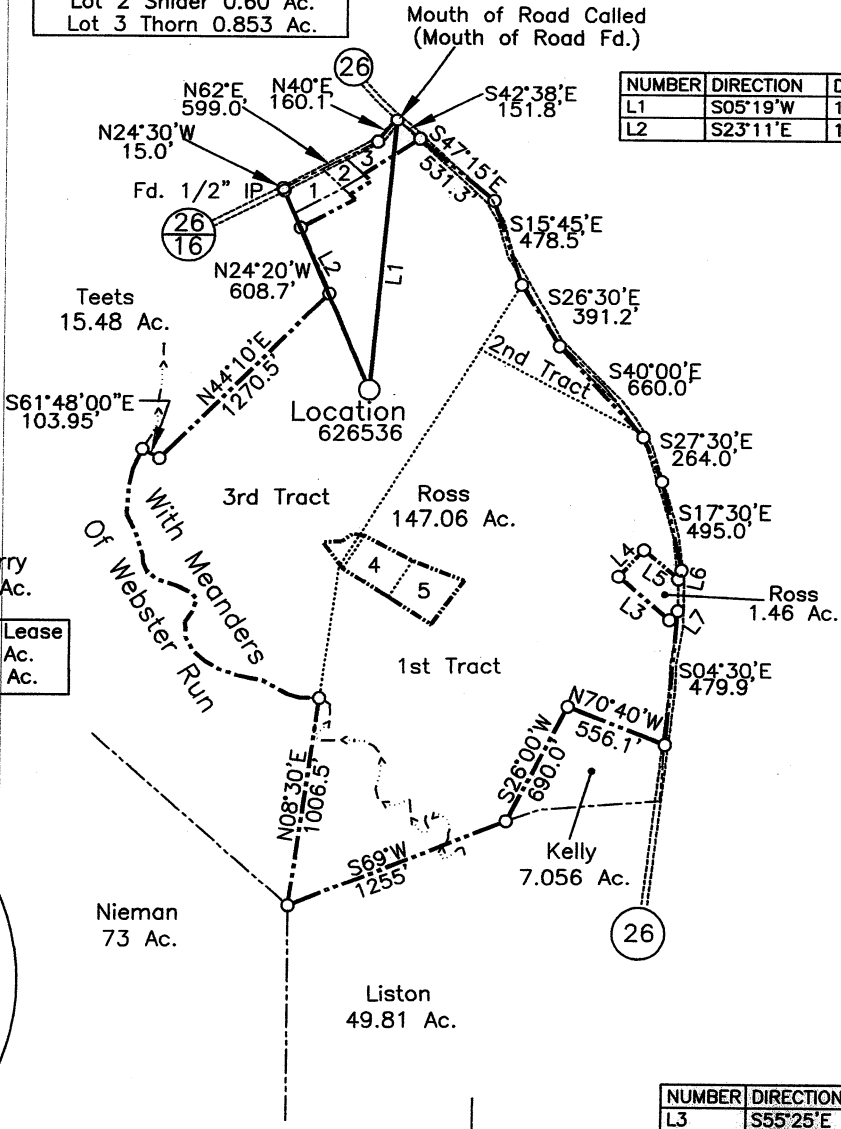 Lot 2 Snider 0.60 Ac.
Lot 3 Thorn 0.853 Ac.
Mouth of Road Called
(Mouth of Road Fd.)
26
N62°E
599.0'
N40°E
160.1'
S42°38'E
151.8'
NUMBER DIRECTION D
L1 S05°19'W 1
L2 S23°11'E 1
N24°30'W
15.0'
S47°15'E
531.3'
Fd. 1/2" IP
1
2
3
26
16
S15°45'E
478.5'
N24°20'W
608.7'
L2
L1
S26°30'E
391.2'
Teets
15.48 Ac.
2nd Tract
N44°10'E
1270.5'
S40°00'E
660.0'
S61°48'00"E
103.95'
Location
626536
S27°30'E
264.0'
3rd Tract
Ross
147.06 Ac.
S17°30'E
495.0'
With Meanders
Of Webster Run
4
5
L4
L5
L6
L3
L7
Ross
1.46 Ac.
rry
Ac.
Lease
Ac.
Ac.
1st Tract
S04°30'E
479.9'
N70°40'W
556.1'
S26°00'W
690.0'
N08°30'E
1006.5'
S69°W
1255'
Kelly
7.056 Ac.
Nieman
73 Ac.
26
Liston
49.81 Ac.
NUMBER DIRECTION
L3 S55°25'E